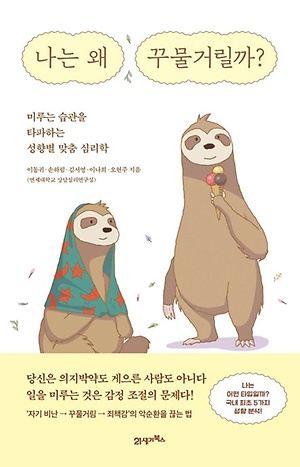 나는 왜 꾸물거릴까?
미루는 습관을
타파하는
성향별 맞춤 심리학
이동귀·손하림·김서영·이나희·오현주 지음
(연세대학교 상담심리연구실)
당신은 의지박약도 게으른 사람도 아니다
일을 미루는 것은 감정 조절의 문제다!
'자기 비난 → 꾸물거림 → 죄책감'의 악순환을 끊는 법
나는
어떤 타입일까?
국내 최초 5가지
성향 분석!
21세기북스